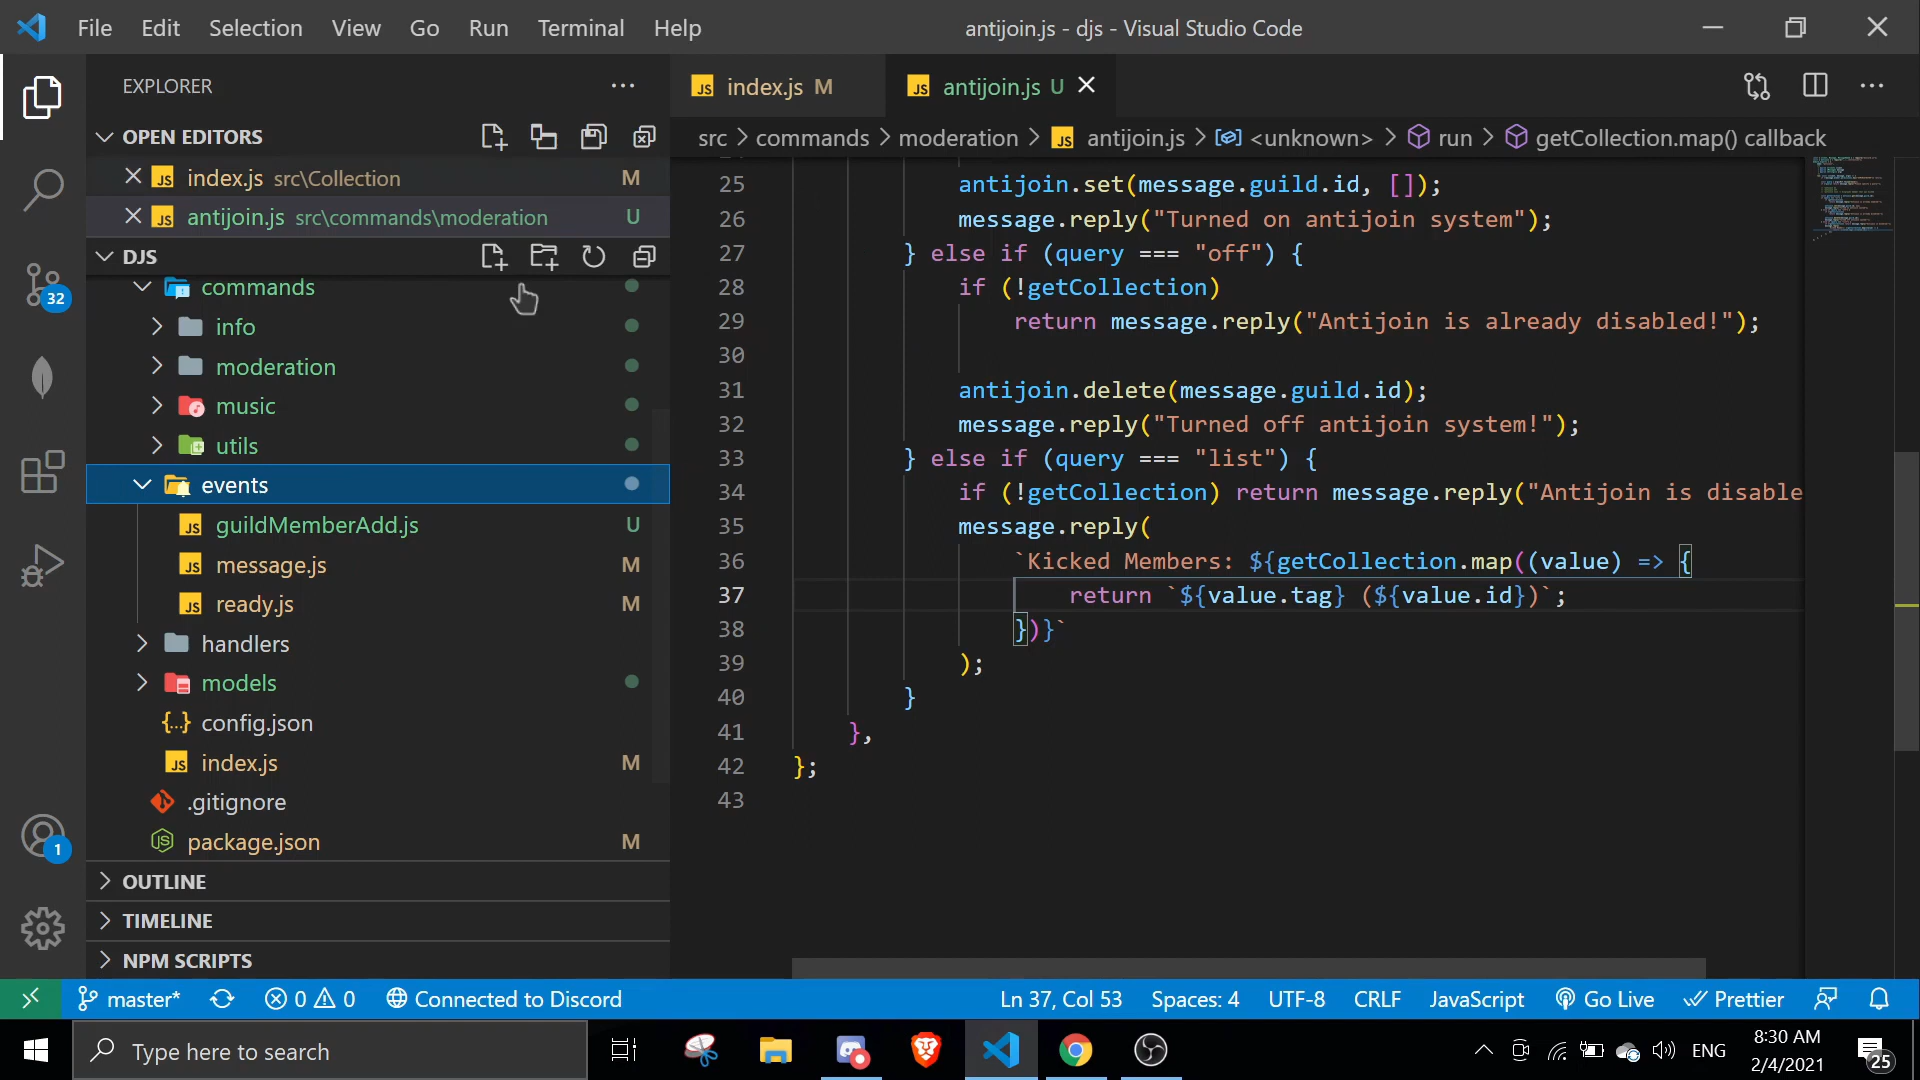 File Edit Selection View Go Run Terminal Help
antijoin.js - djs - Visual Studio Code
EXPLORER
OPEN EDITORS
index.js src\Collection M
antijoin.js src\commands\moderation U
DJS
commands
info
moderation
music
utils
events
guildMemberAdd.js U
message.js M
ready.js M
handlers
models
config.json
index.js M
.gitignore
package.json M
OUTLINE
TIMELINE
NPM SCRIPTS
32
1
index.js M
antijoin.js U
src > commands > moderation > antijoin.js > <unknown> > run > getCollection.map() callback
25 antijoin.set(message.guild.id, []);
26 message.reply("Turned on antijoin system");
27 } else if (query === "off") {
28 if (!getCollection)
29 return message.reply("Antijoin is already disabled!");
30
31 antijoin.delete(message.guild.id);
32 message.reply("Turned off antijoin system!");
33 } else if (query === "list") {
34 if (!getCollection) return message.reply("Antijoin is disable
35 message.reply(
36 `Kicked Members: ${getCollection.map((value) => {
37 return `${value.tag} (${value.id})`;
38 })}`
39 );
40 }
41 },
42 };
43
master* 0 0 Connected to Discord
Ln 37, Col 53 Spaces: 4 UTF-8 CRLF JavaScript Go Live Prettier
Type here to search
ENG
8:30 AM
2/4/2021
25